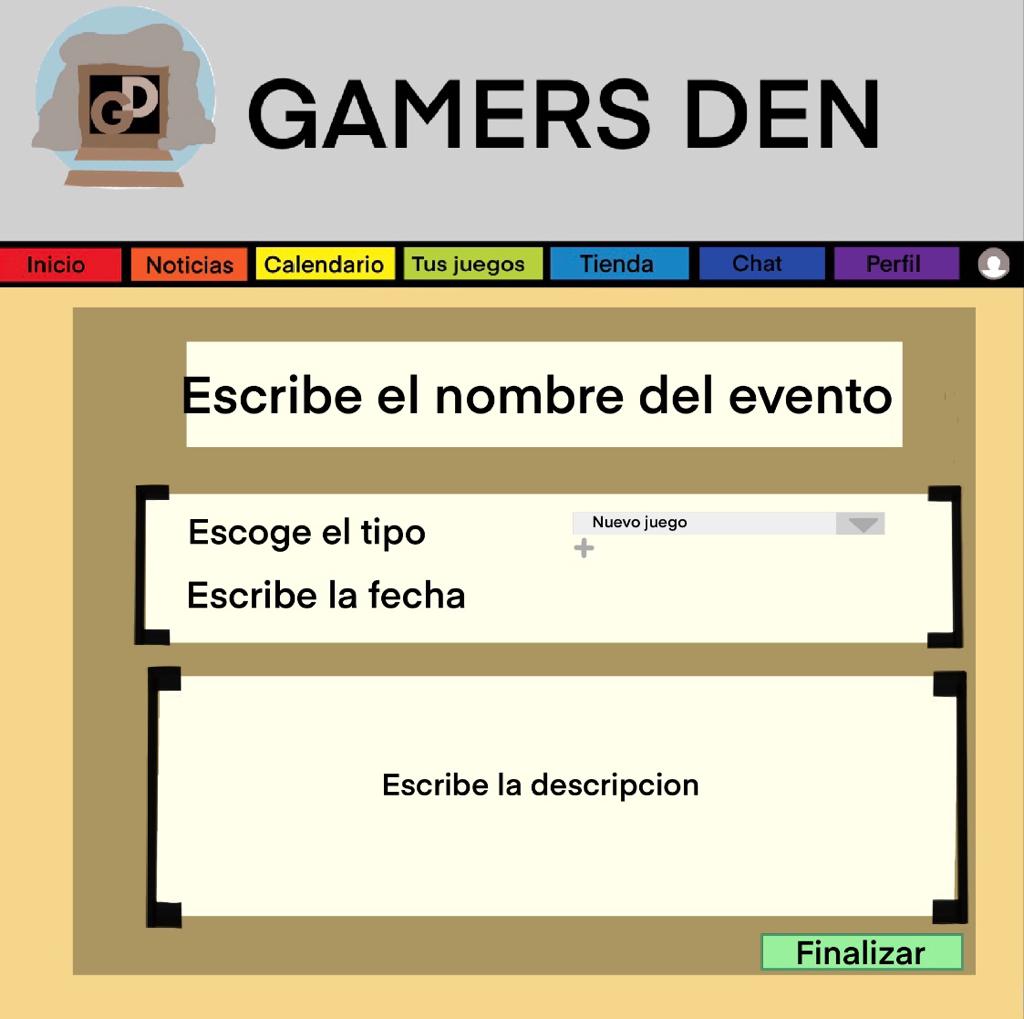 GD
GAMERS DEN
Inicio Noticias Calendario Tus juegos Tienda Chat Perfil
Escribe el nombre del evento
Escoge el tipo Nuevo juego
+
Escribe la fecha
Escribe la descripcion
Finalizar